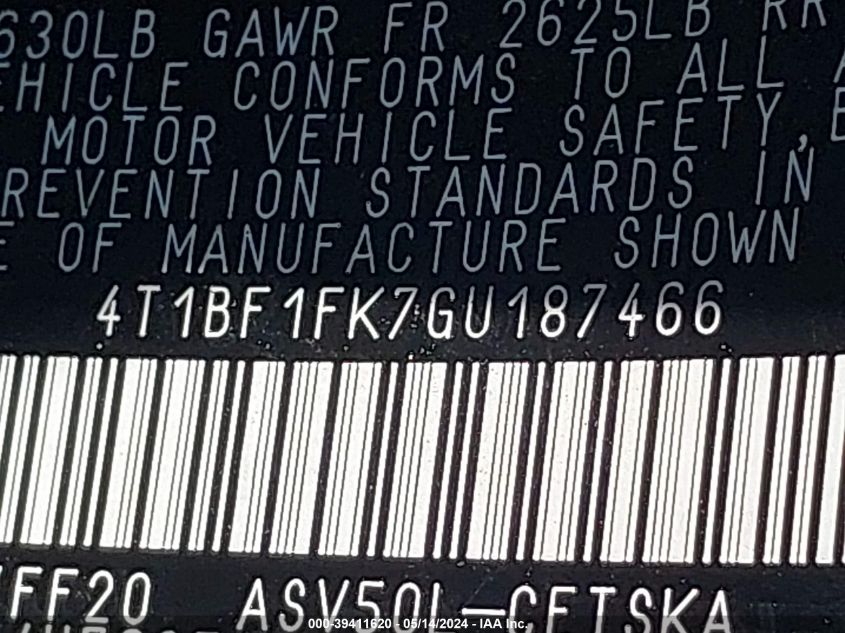 630LB GAWR FR 2625LB RR
EHICLE CONFORMS TO ALL
MOTOR VEHICLE SAFETY,
REVENTION STANDARDS IN
E OF MANUFACTURE SHOWN
4T1BF1FK7GU187466
FF20 ASV50L-CETSKA
000-39411620 - 05/14/2024 - IAA Inc.